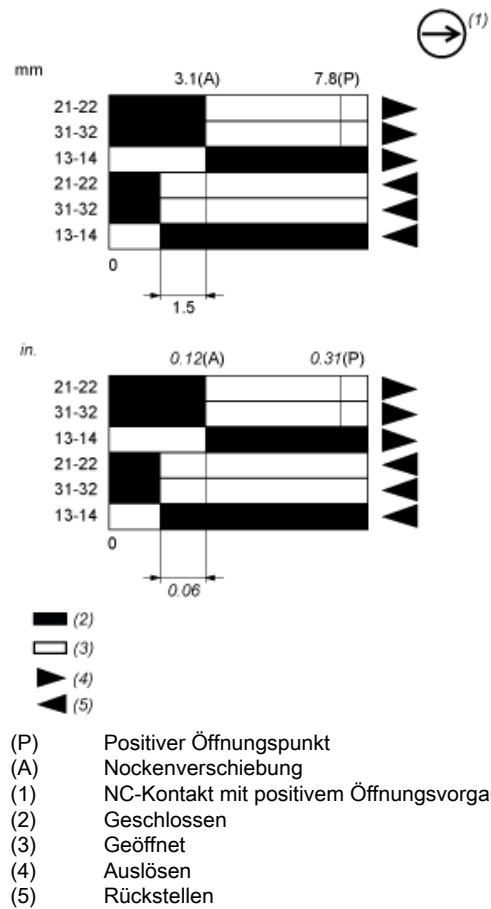 (1)
mm
3.1(A) 7.8(P)
21-22
31-32
13-14
21-22
31-32
13-14
0
1.5
in.
0.12(A) 0.31(P)
21-22
31-32
13-14
21-22
31-32
13-14
0
0.06
(2)
(3)
(4)
(5)
(P) Positiver Öffnungspunkt
(A) Nockenverschiebung
(1) NC-Kontakt mit positivem Öffnungsvorga
(2) Geschlossen
(3) Geöffnet
(4) Auslösen
(5) Rückstellen